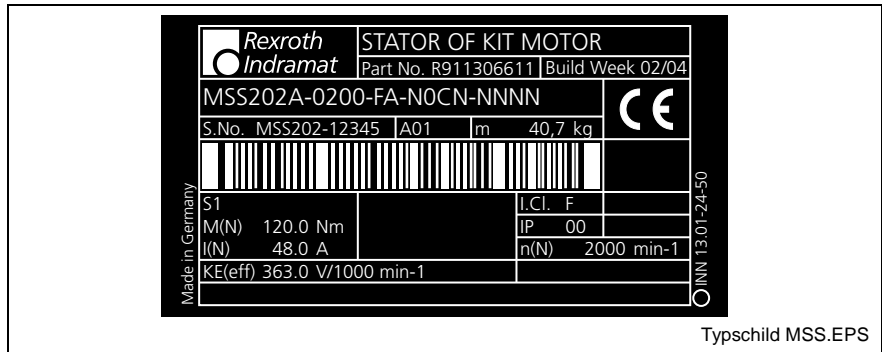 Rexroth
Indramat
STATOR OF KIT MOTOR
Part No. R911306611 Build Week 02/04
MSS202A-0200-FA-N0CN-NNNN
CE
S.No. MSS202-12345 A01 m 40,7 kg
S1 I.Cl. F
M(N) 120.0 Nm IP 00
I(N) 48.0 A n(N) 2000 min-1
KE(eff) 363.0 V/1000 min-1
Made in Germany
INN 13.01-24-50
Typschild MSS.EPS